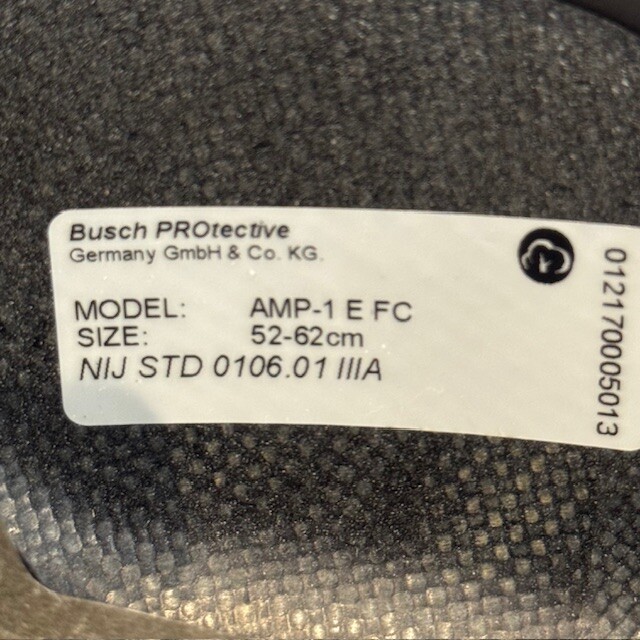 Busch PROtective
Germany GmbH & Co. KG.
MODEL: AMP-1 E FC
SIZE: 52-62cm
NIJ STD 0106.01 IIIA
012170005013